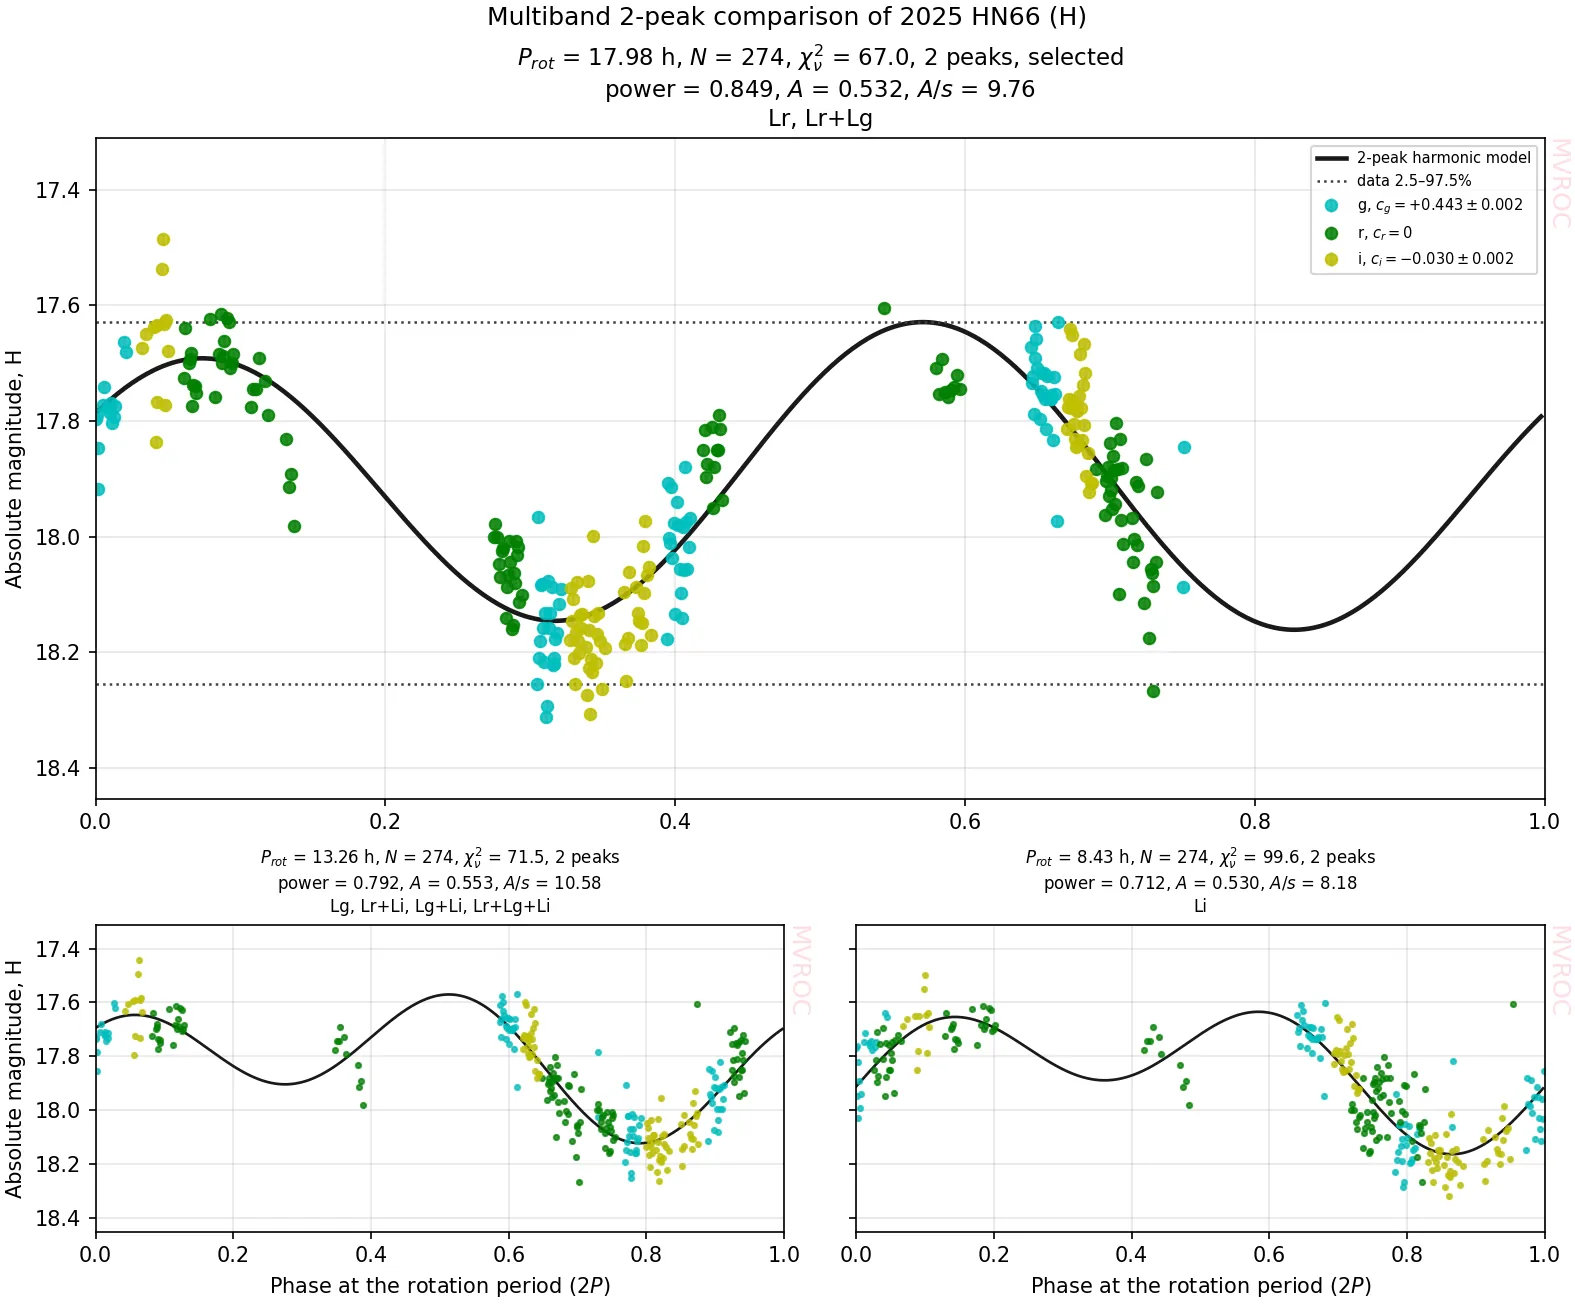 Multiband 2-peak comparison of 2025 HN66 (H)
P_rot = 17.98 h, N = 274, χ²_ν = 67.0, 2 peaks, selected
power = 0.849, A = 0.532, A/s = 9.76
Lr, Lr+Lg
2-peak harmonic model
data 2.5–97.5%
g, c_g = +0.443 ± 0.002
r, c_r = 0
i, c_i = −0.030 ± 0.002
MVROC
Absolute magnitude, H
17.4
17.6
17.8
18.0
18.2
18.4
0.0 0.2 0.4 0.6 0.8 1.0
P_rot = 13.26 h, N = 274, χ²_ν = 71.5, 2 peaks
power = 0.792, A = 0.553, A/s = 10.58
Lg, Lr+Li, Lg+Li, Lr+Lg+Li
MVROC
Absolute magnitude, H
17.4
17.6
17.8
18.0
18.2
18.4
0.0 0.2 0.4 0.6 0.8 1.0
Phase at the rotation period (2P)
P_rot = 8.43 h, N = 274, χ²_ν = 99.6, 2 peaks
power = 0.712, A = 0.530, A/s = 8.18
Li
MVROC
0.0 0.2 0.4 0.6 0.8 1.0
Phase at the rotation period (2P)